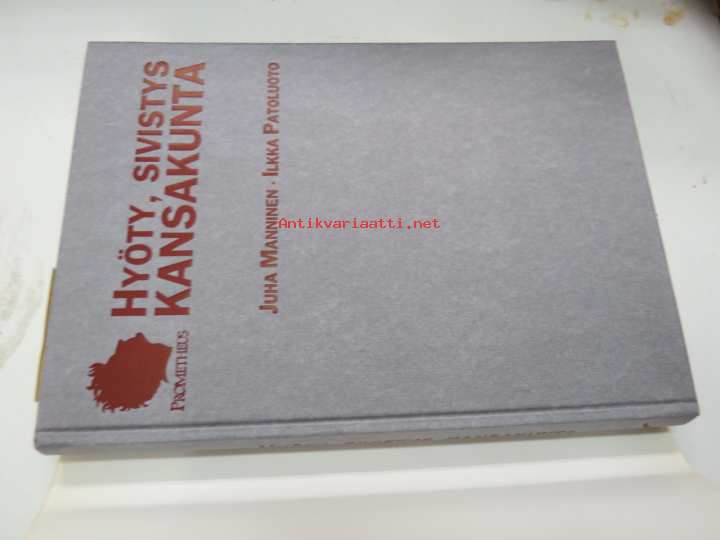 HYÖTY, SIVISTYS
KANSAKUNTA
JUHA MANNINEN · ILKKA PATOLUOTO
PROMETHEUS
Antikvariaatti.net